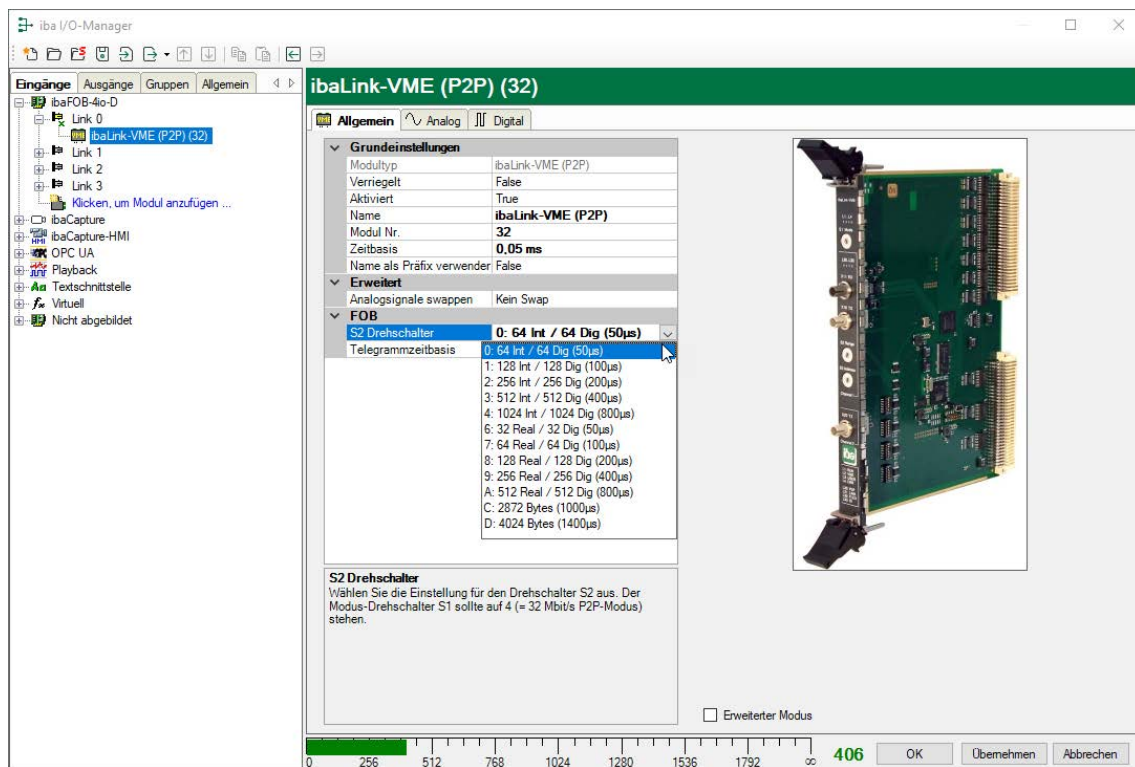 iba I/O-Manager
Eingänge Ausgänge Gruppen Allgemein
ibaFOB-4io-D
Link 0
ibaLink-VME (P2P) (32)
Link 1
Link 2
Link 3
Klicken, um Modul anzufügen ...
ibaCapture
ibaCapture-HMI
OPC UA
Playback
Textschnittstelle
Virtuell
Nicht abgebildet
ibaLink-VME (P2P) (32)
Allgemein Analog Digital
Grundeinstellungen
Modultyp ibaLink-VME (P2P)
Verriegelt False
Aktiviert True
Name ibaLink-VME (P2P)
Modul Nr. 32
Zeitbasis 0,05 ms
Name als Präfix verwender False
Erweitert
Analogsignale swappen Kein Swap
FOB
S2 Drehschalter 0: 64 Int / 64 Dig (50µs)
Telegrammzeitbasis
0: 64 Int / 64 Dig (50µs)
1: 128 Int / 128 Dig (100µs)
2: 256 Int / 256 Dig (200µs)
3: 512 Int / 512 Dig (400µs)
4: 1024 Int / 1024 Dig (800µs)
6: 32 Real / 32 Dig (50µs)
7: 64 Real / 64 Dig (100µs)
8: 128 Real / 128 Dig (200µs)
9: 256 Real / 256 Dig (400µs)
A: 512 Real / 512 Dig (800µs)
C: 2872 Bytes (1000µs)
D: 4024 Bytes (1400µs)
S2 Drehschalter
Wählen Sie die Einstellung für den Drehschalter S2 aus. Der
Modus-Drehschalter S1 sollte auf 4 (= 32 Mbit/s P2P-Modus)
stehen.
Erweiterter Modus
0 256 512 768 1024 1280 1536 1792 ∞
406 OK Übernehmen Abbrechen